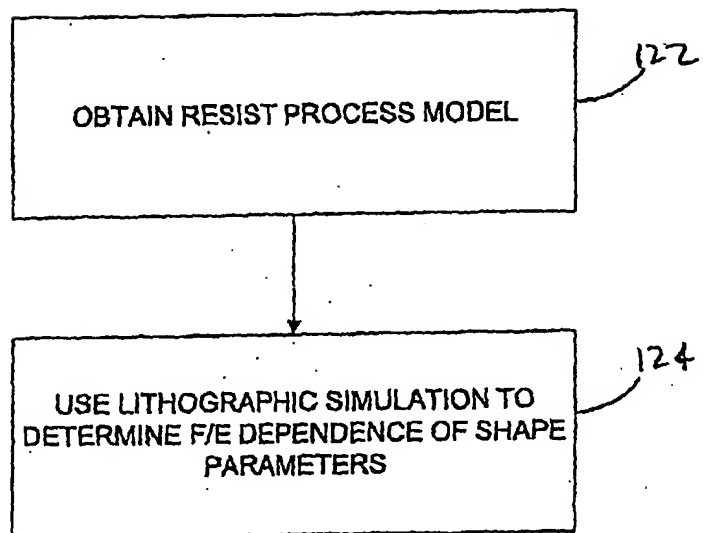 OBTAIN RESIST PROCESS MODEL
122
USE LITHOGRAPHIC SIMULATION TO
DETERMINE F/E DEPENDENCE OF SHAPE
PARAMETERS
124